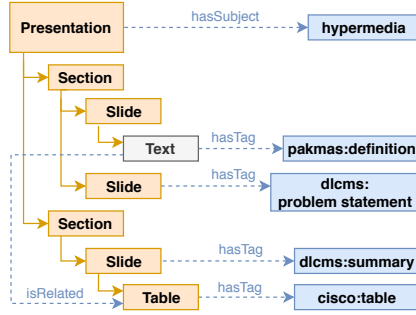 Presentation
hasSubject
hypermedia
Section
Slide
Text
hasTag
pakmas:definition
Slide
hasTag
dlcms:
problem statement
Section
Slide
hasTag
dlcms:summary
isRelated
Table
hasTag
cisco:table